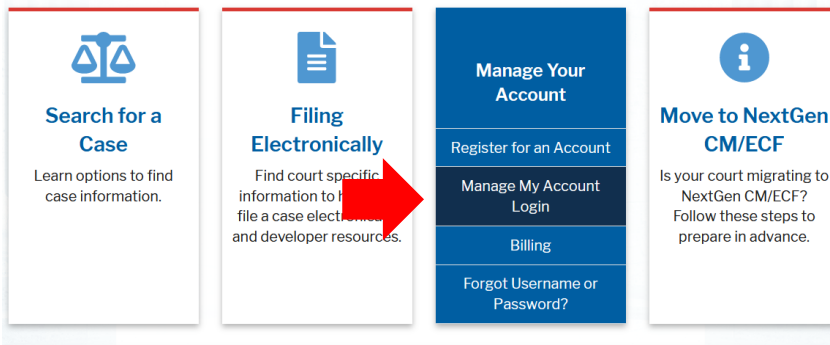 Search for a
Case
Learn options to find
case information.
Filing
Electronically
Find court specific
information to
file a case
and developer resources.
Manage Your
Account
Register for an Account
Manage My Account
Login
Billing
Forgot Username or
Password?
Move to NextGen
CM/ECF
Is your court migrating to
NextGen CM/ECF?
Follow these steps to
prepare in advance.